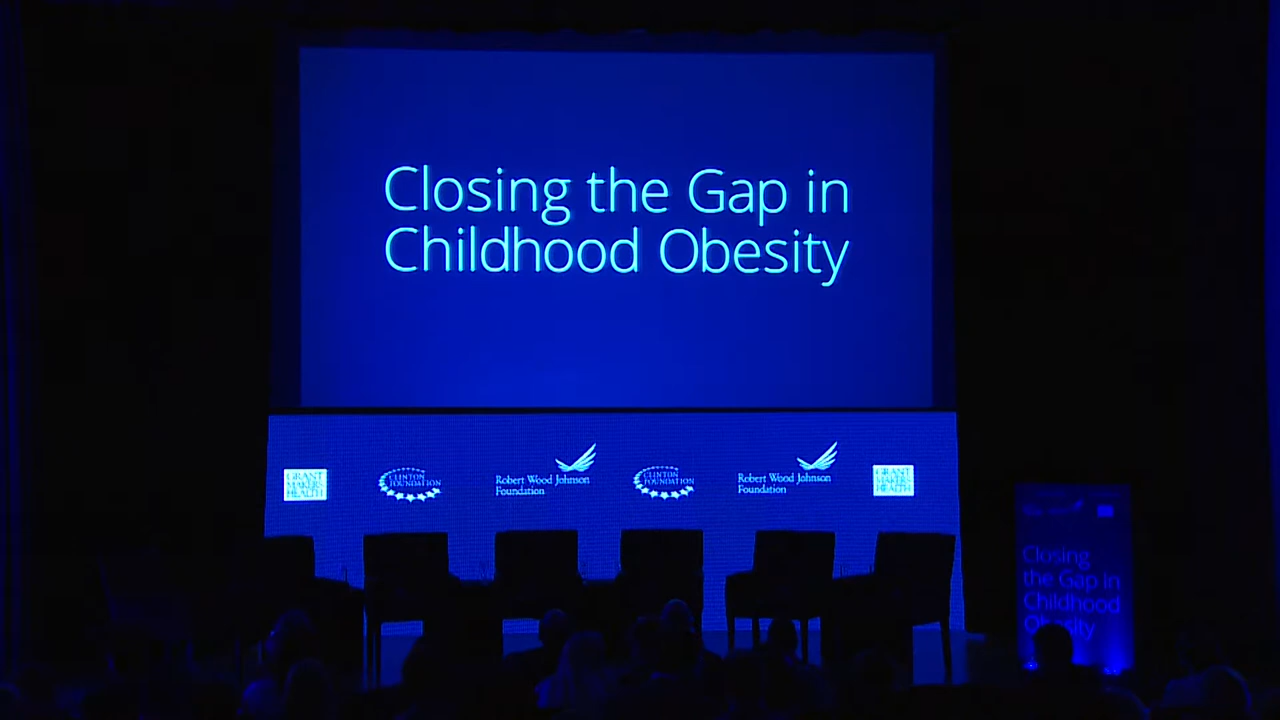 Closing the Gap in
Childhood Obesity
GRANT
MAKERS
HEALTH
CLINTON
FOUNDATION
Robert Wood Johnson
Foundation
CLINTON
FOUNDATION
Robert Wood Johnson
Foundation
GRANT
MAKERS
HEALTH
Closing
the Gap in
Childhood
Obesity